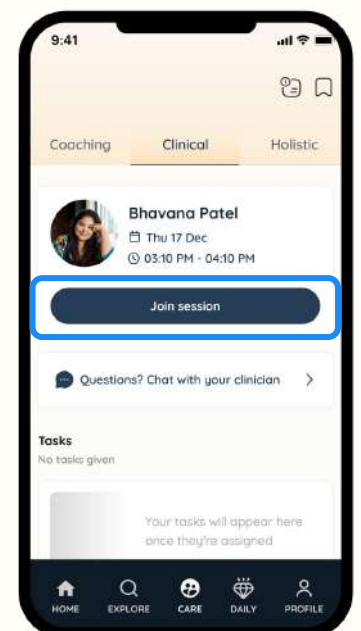 9:41
Coaching Clinical Holistic
Bhavana Patel
Thu 17 Dec
03:10 PM - 04:10 PM
Join session
Questions? Chat with your clinician
Tasks
No tasks given
Your tasks will appear here
once they're assigned
HOME EXPLORE CARE DAILY PROFILE